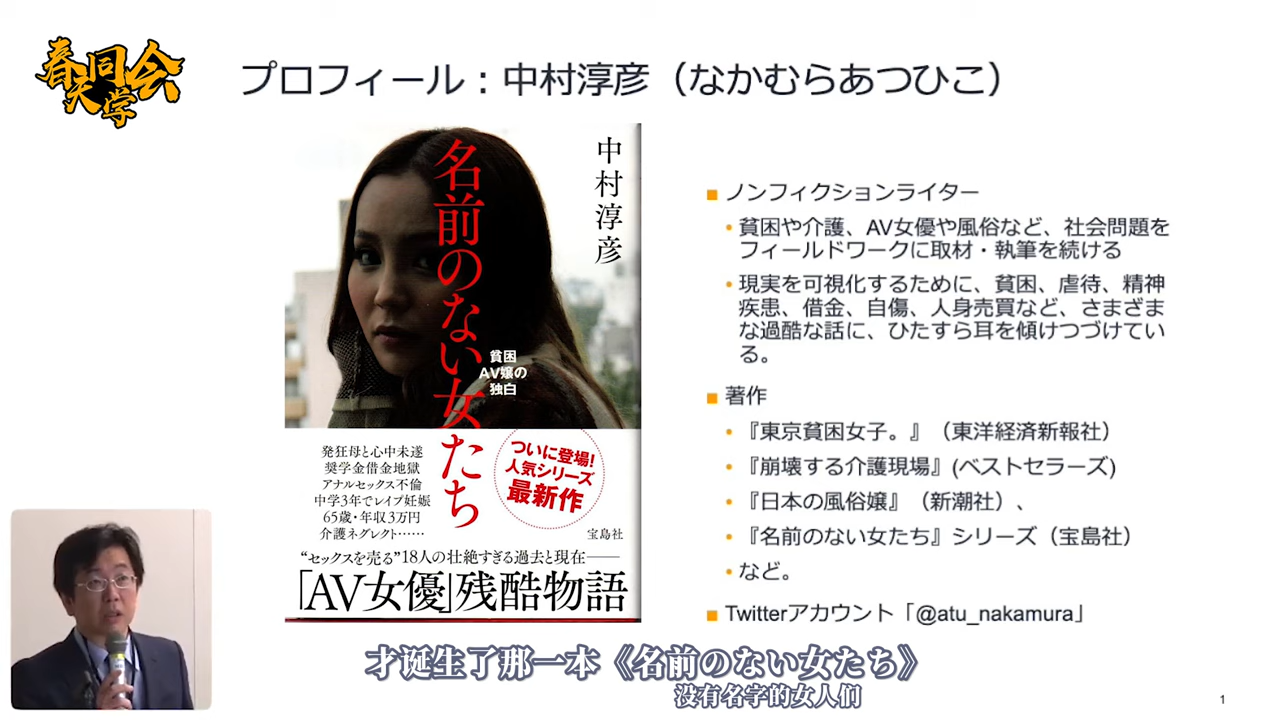 春天同学会
プロフィール：中村淳彦（なかむらあつひこ）
中村淳彦
名前のない女たち
貧困
AV嬢の
独白
発狂母と心中未遂
奨学金借金地獄
アナルセックス不倫
中学3年でレイプ妊娠
65歳・年収3万円
介護ネグレクト……
ついに登場!
人気シリーズ
最新作
宝島社
“セックスを売る”18人の壮絶すぎる過去と現在──
「AV女優」残酷物語
■ ノンフィクションライター
• 貧困や介護、AV女優や風俗など、社会問題を
フィールドワークに取材・執筆を続ける
• 現実を可視化するために、貧困、虐待、精神
疾患、借金、自傷、人身売買など、さまざま
な過酷な話に、ひたすら耳を傾けつづけてい
る。
■ 著作
• 『東京貧困女子。』（東洋経済新報社）
• 『崩壊する介護現場』(ベストセラーズ)
• 『日本の風俗嬢』（新潮社）、
• 『名前のない女たち』シリーズ（宝島社）
• など。
■ Twitterアカウント「@atu_nakamura」
才诞生了那一本《名前のない女たち》
没有名字的女人们
1